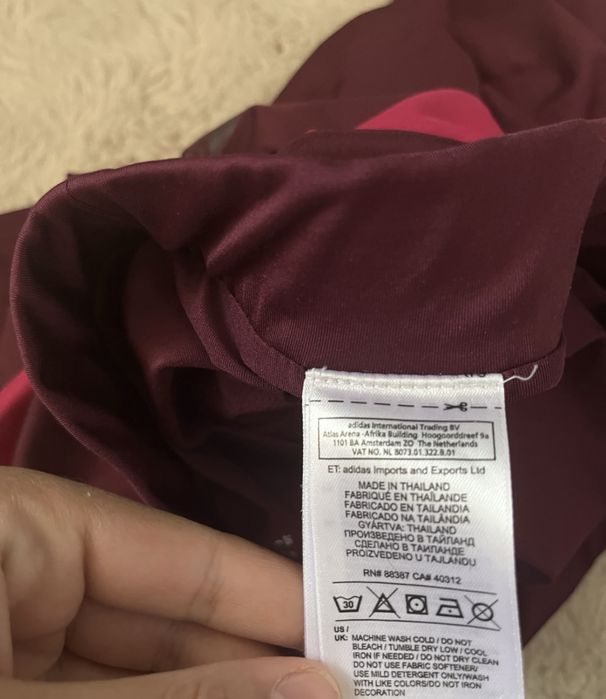 adidas International Trading BV
Atlas Arena -Afrika Building Hoogoorddreef 9a
1101 BA Amsterdam ZO The Netherlands
VAT NO. NL 8073.01.322.B.01
ET: adidas Imports and Exports Ltd
MADE IN THAILAND
FABRIQUÉ EN THAÏLANDE
FABRICADO EN TAILANDIA
FABRICADO NA TAILÂNDIA
GYÁRTVA: THAILAND
ПРОИЗВЕДЕНО В ТАЙЛАНД
СДЕЛАНО В ТАИЛАНДЕ
PROIZVEDENO U TAJLANDU
RN# 88387 CA# 40312
30
US /
UK: MACHINE WASH COLD / DO NOT
BLEACH / TUMBLE DRY LOW / COOL
IRON IF NEEDED / DO NOT DRY CLEAN
DO NOT USE FABRIC SOFTENER/
USE MILD DETERGENT ONLY/WASH
WITH LIKE COLORS/DO NOT IRON
DECORATION